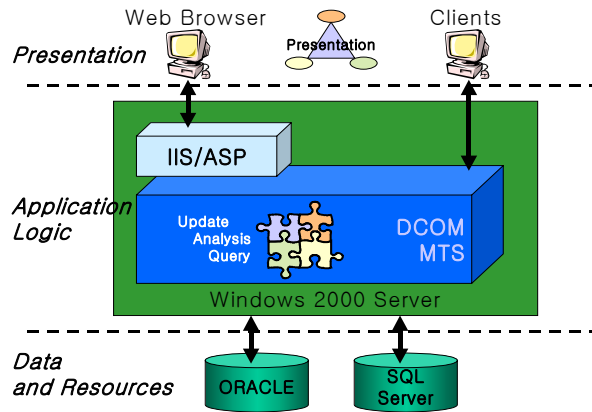 Web Browser
Clients
Presentation
Presentation
IIS/ASP
Application
Logic
Update
Analysis
Query
DCOM
MTS
Windows 2000 Server
Data
and Resources
ORACLE
SQL
Server